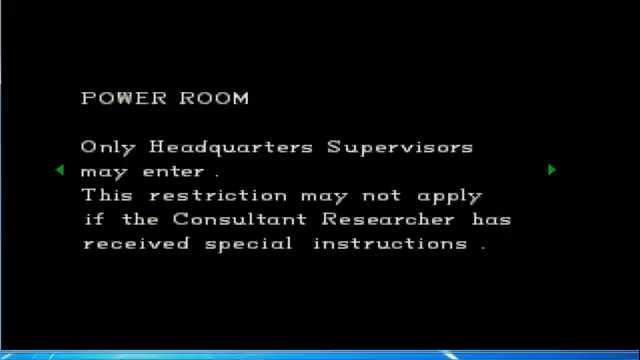 POWER ROOM
Only Headquarters Supervisors
may enter .
This restriction may not apply
if the Consultant Researcher has
received special instructions .